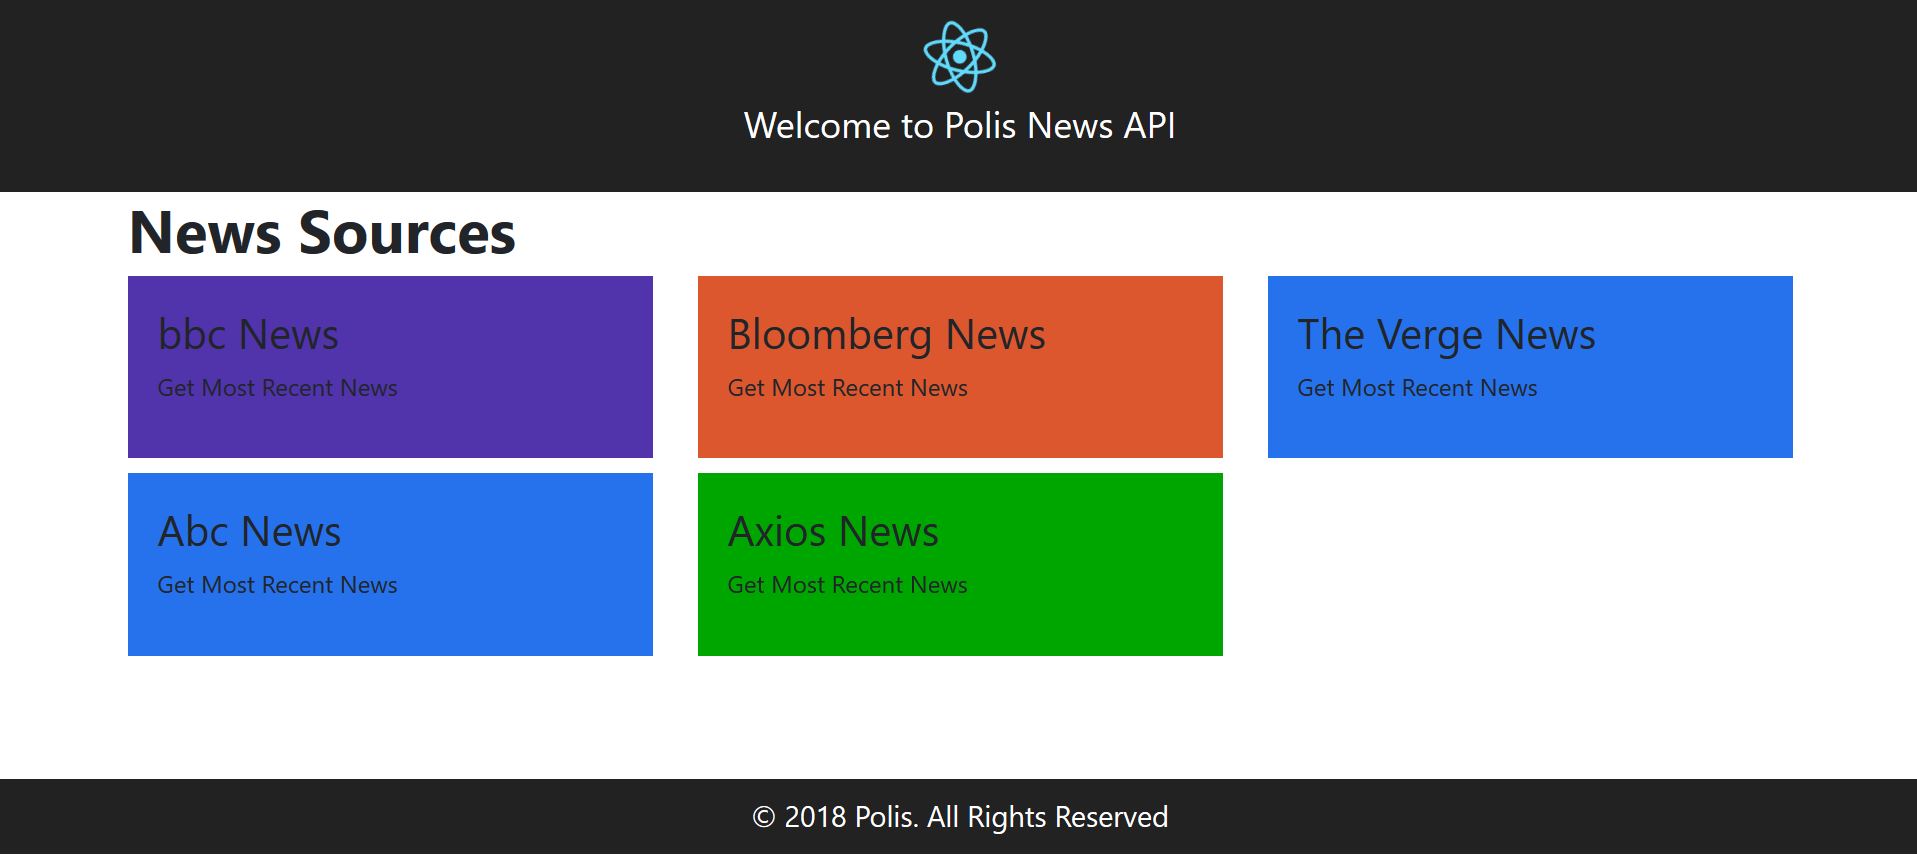 Welcome to Polis News API
News Sources
bbc News
Get Most Recent News
Bloomberg News
Get Most Recent News
The Verge News
Get Most Recent News
Abc News
Get Most Recent News
Axios News
Get Most Recent News
© 2018 Polis. All Rights Reserved